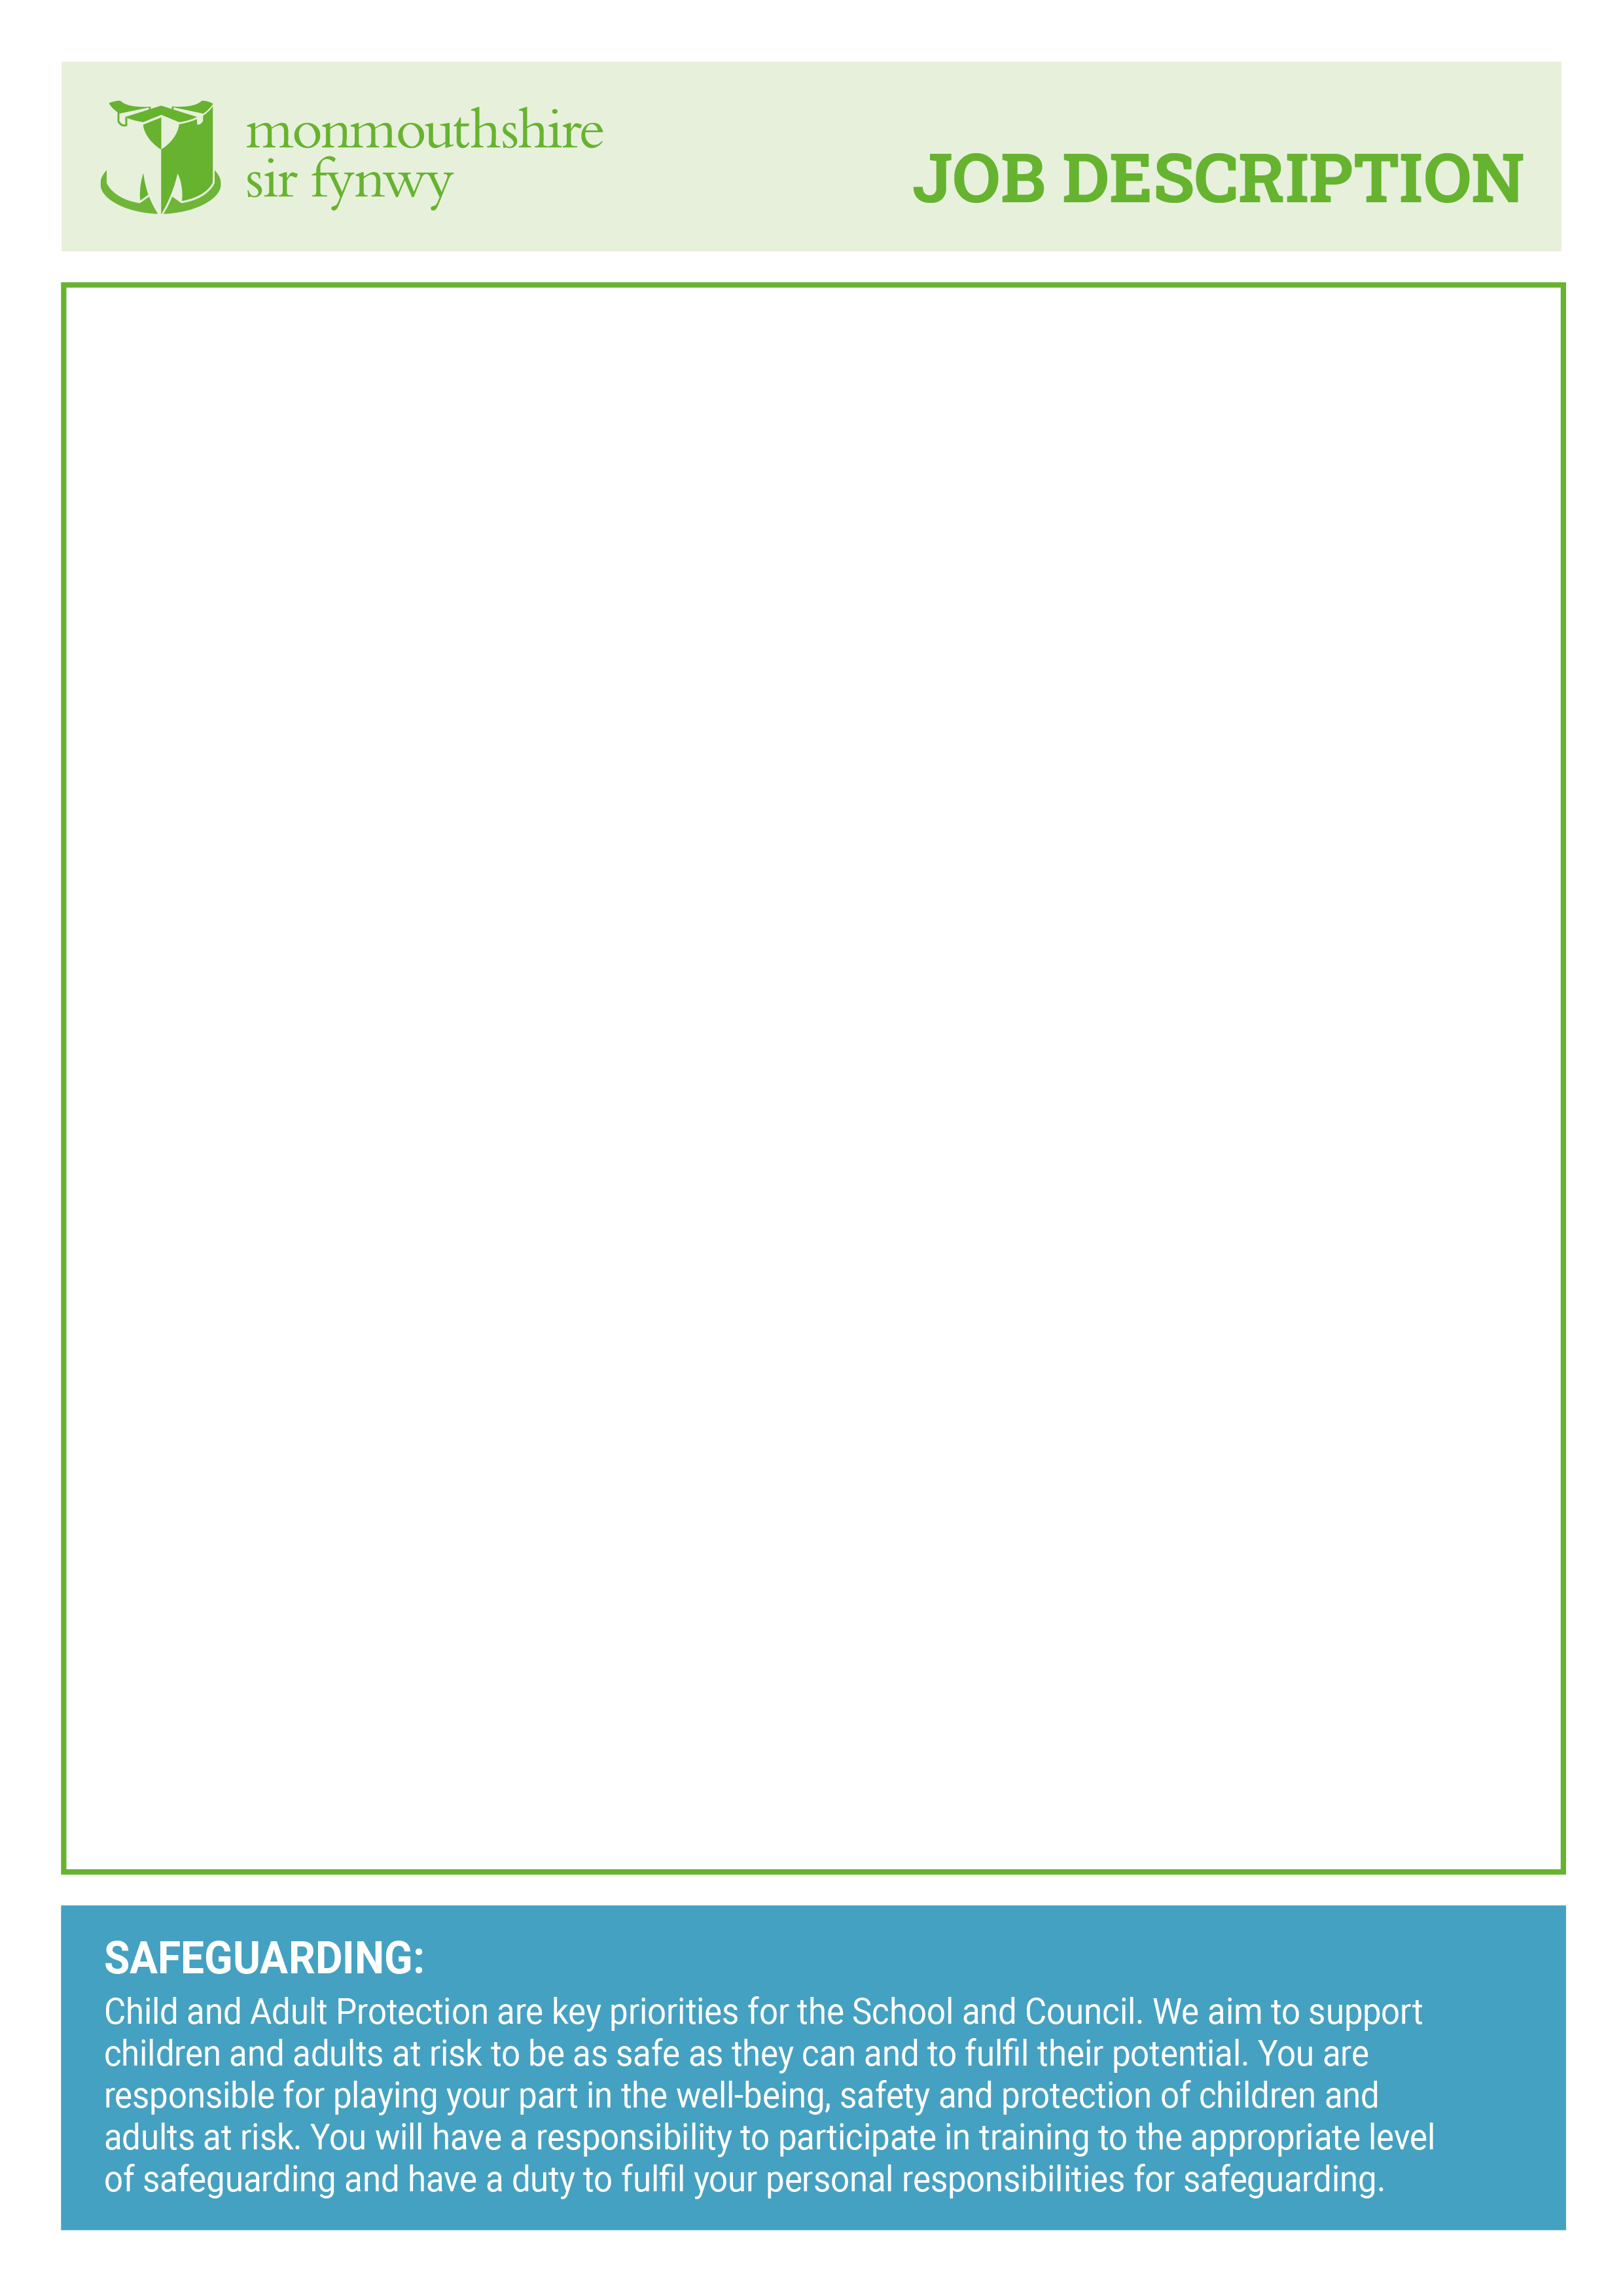 monmouthshire
sir fynwy
JOB DESCRIPTION
SAFEGUARDING:
Child and Adult Protection are key priorities for the School and Council. We aim to support
children and adults at risk to be as safe as they can and to fulfil their potential. You are
responsible for playing your part in the well-being, safety and protection of children and
adults at risk. You will have a responsibility to participate in training to the appropriate level
of safeguarding and have a duty to fulfil your personal responsibilities for safeguarding.